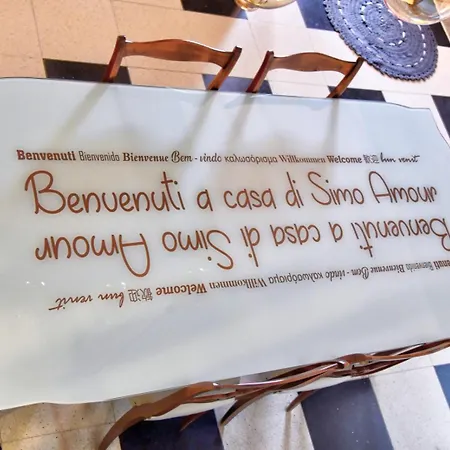 Benvenuti Bienvenido Bienvenue Bem-vindo καλωσόρισμα Willkommen Welcome 歡迎 bun venit
Benvenuti a casa di Simo Amour
Benvenuti a casa di Simo Amour
Benvenuti Bienvenido Bienvenue Bem-vindo καλωσόρισμα Willkommen Welcome 歡迎 bun venit